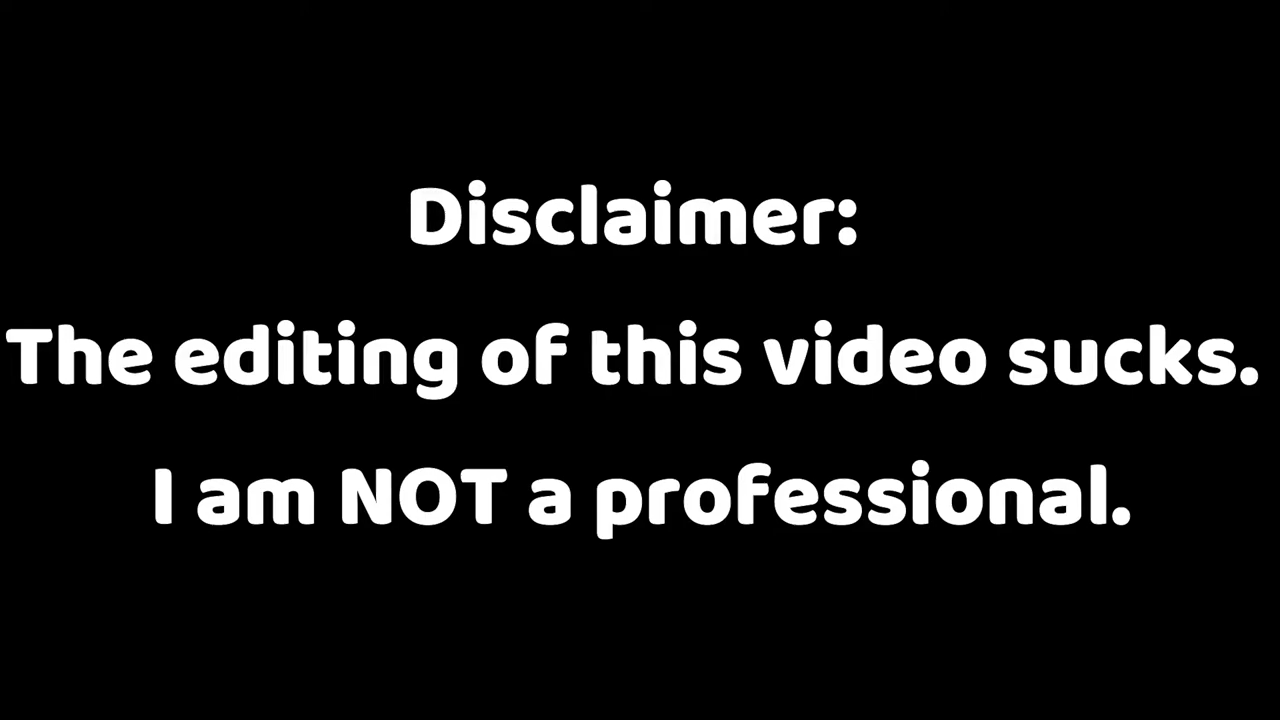 Disclaimer:
The editing of this video sucks.
I am NOT a professional.